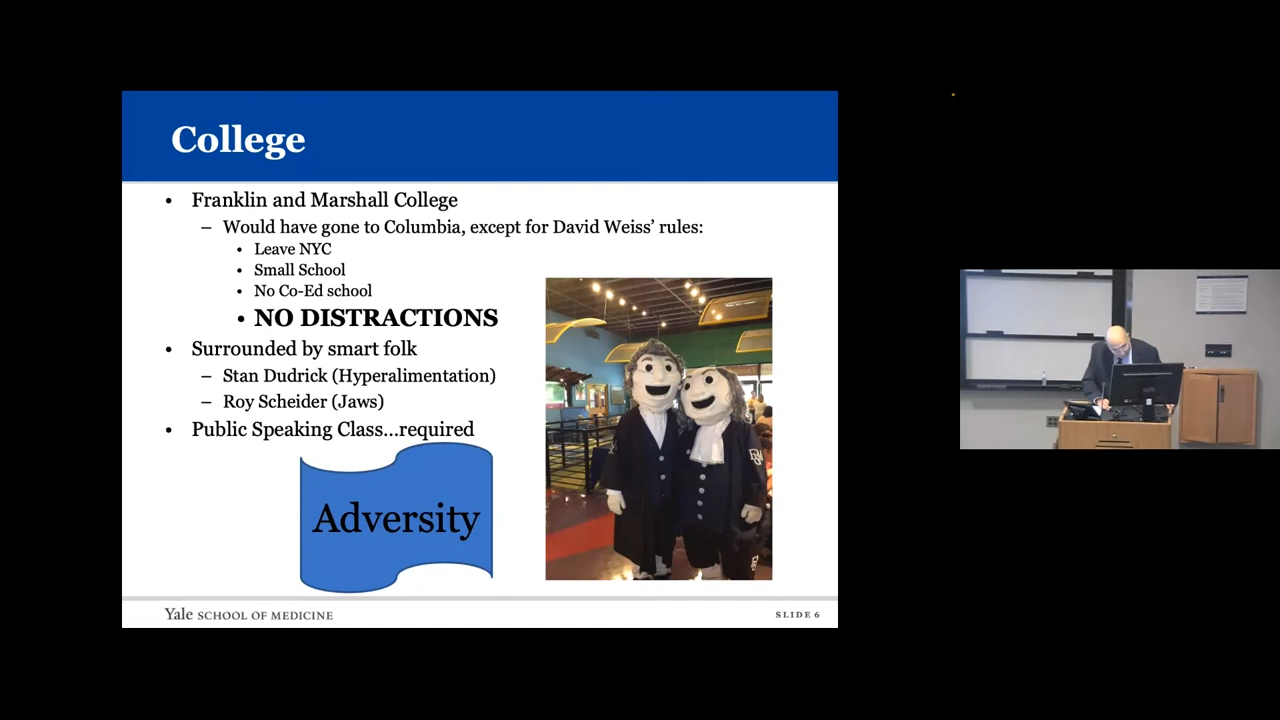 College
• Franklin and Marshall College
– Would have gone to Columbia, except for David Weiss’ rules:
• Leave NYC
• Small School
• No Co-Ed school
• NO DISTRACTIONS
• Surrounded by smart folk
– Stan Dudrick (Hyperalimentation)
– Roy Scheider (Jaws)
• Public Speaking Class...required
Adversity
Yale SCHOOL OF MEDICINE
SLIDE 6